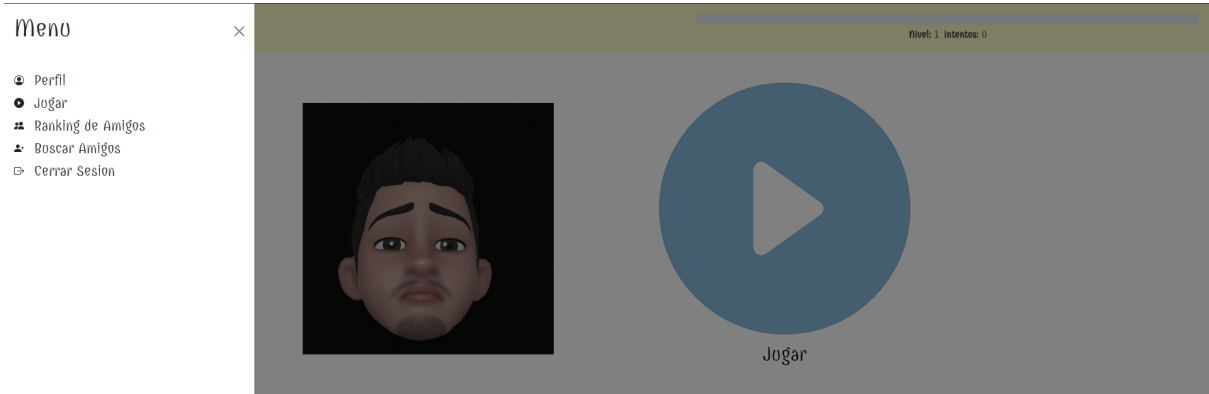 Menu
Perfil
Jugar
Ranking de Amigos
Buscar Amigos
Cerrar Sesion
Nivel: 1 Intentos: 0
Jugar